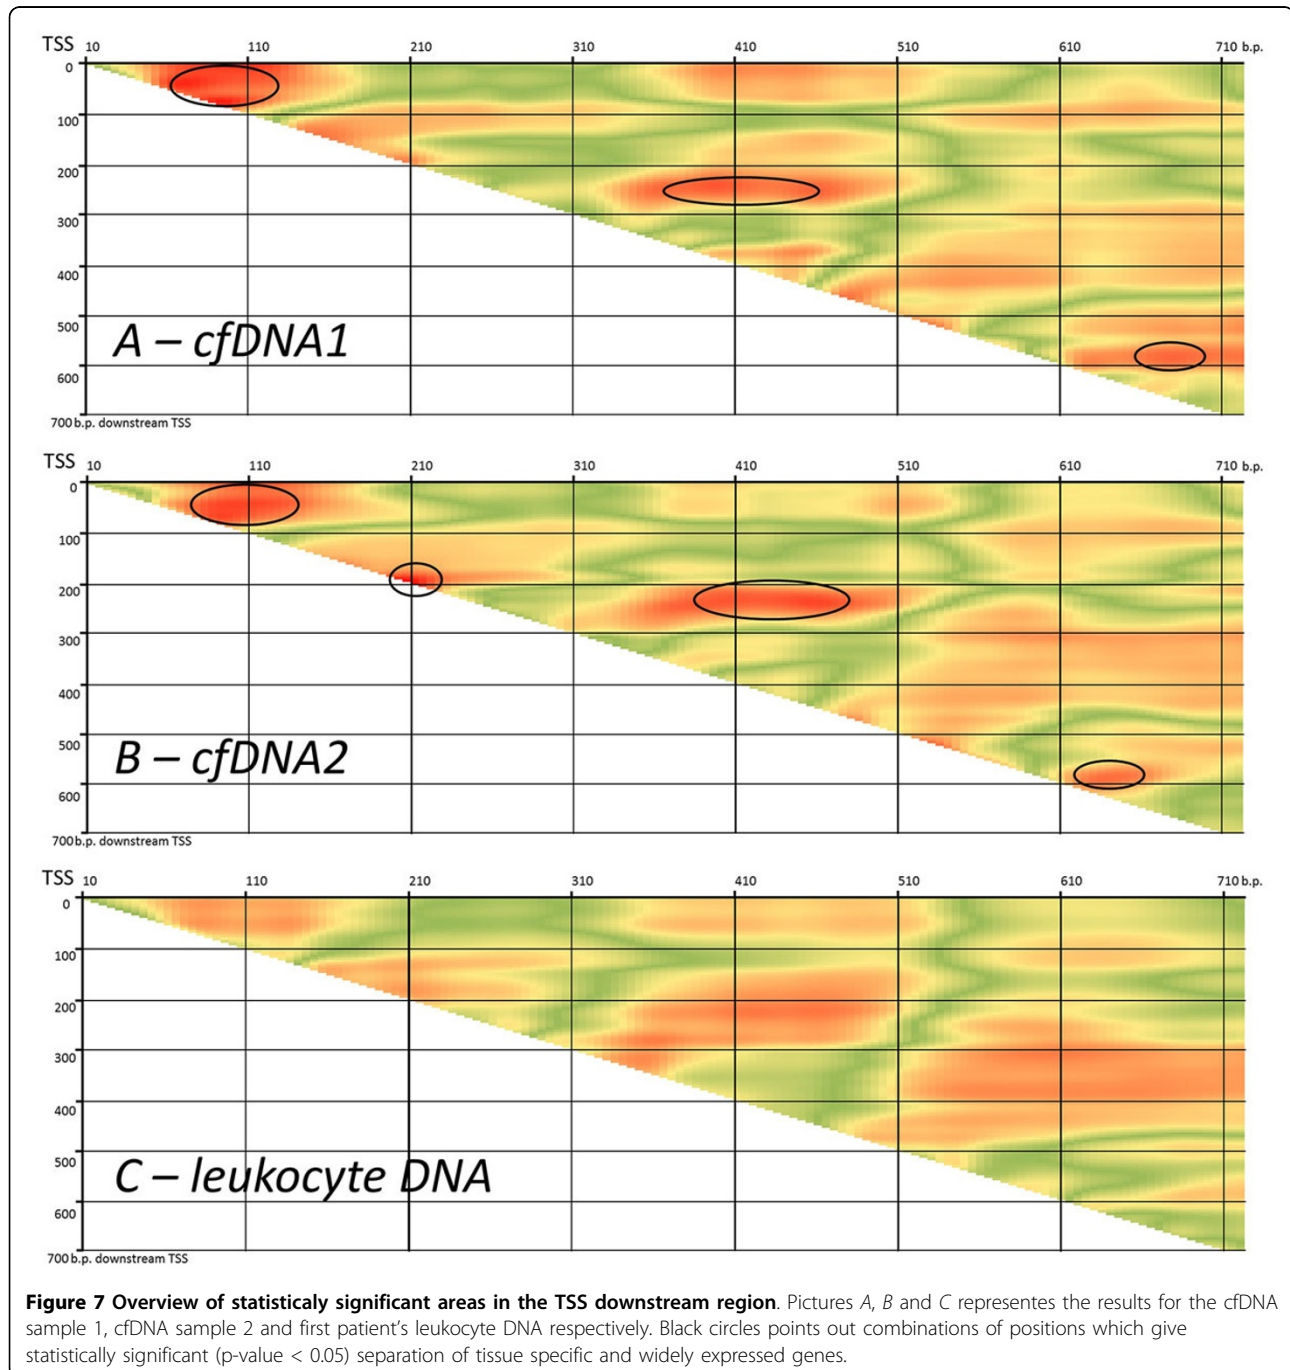 TSS 10 110 210 310 410 510 610 710 b.p.
0
100
200
300
400
500
600
700 b.p. downstream TSS
A – cfDNA1
TSS 10 110 210 310 410 510 610 710 b.p.
0
100
200
300
400
500
600
700 b.p. downstream TSS
B – cfDNA2
TSS 10 110 210 310 410 510 610 710 b.p.
0
100
200
300
400
500
600
700 b.p. downstream TSS
C – leukocyte DNA
Figure 7 Overview of statisticaly significant areas in the TSS downstream region. Pictures A, B and C representes the results for the cfDNA
sample 1, cfDNA sample 2 and first patient's leukocyte DNA respectively. Black circles points out combinations of positions which give
statistically significant (p-value < 0.05) separation of tissue specific and widely expressed genes.